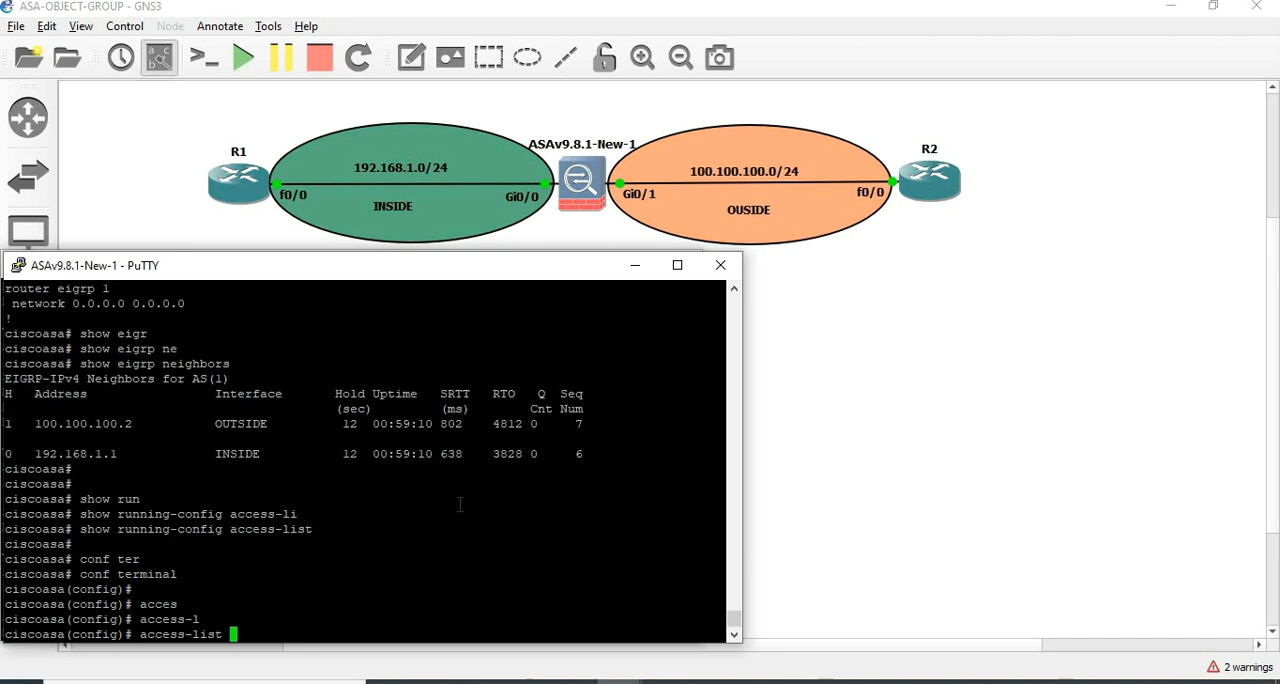 ASA-OBJECT-GROUP - GNS3
File Edit View Control Node Annotate Tools Help
R1
192.168.1.0/24
f0/0
INSIDE
Gi0/0
ASAv9.8.1-New-1
100.100.100.0/24
Gi0/1
OUSIDE
f0/0
R2
ASAv9.8.1-New-1 - PuTTY
router eigrp 1
network 0.0.0.0 0.0.0.0
!
ciscoasa# show eigr
ciscoasa# show eigrp ne
ciscoasa# show eigrp neighbors
EIGRP-IPv4 Neighbors for AS(1)
H Address Interface Hold Uptime SRTT RTO Q Seq
(sec) (ms) Cnt Num
1 100.100.100.2 OUTSIDE 12 00:59:10 802 4812 0 7
0 192.168.1.1 INSIDE 12 00:59:10 638 3828 0 6
ciscoasa#
ciscoasa#
ciscoasa# show run
ciscoasa# show running-config access-li
ciscoasa# show running-config access-list
ciscoasa#
ciscoasa# conf ter
ciscoasa# conf terminal
ciscoasa(config)#
ciscoasa(config)# acces
ciscoasa(config)# access-l
ciscoasa(config)# access-list
2 warnings